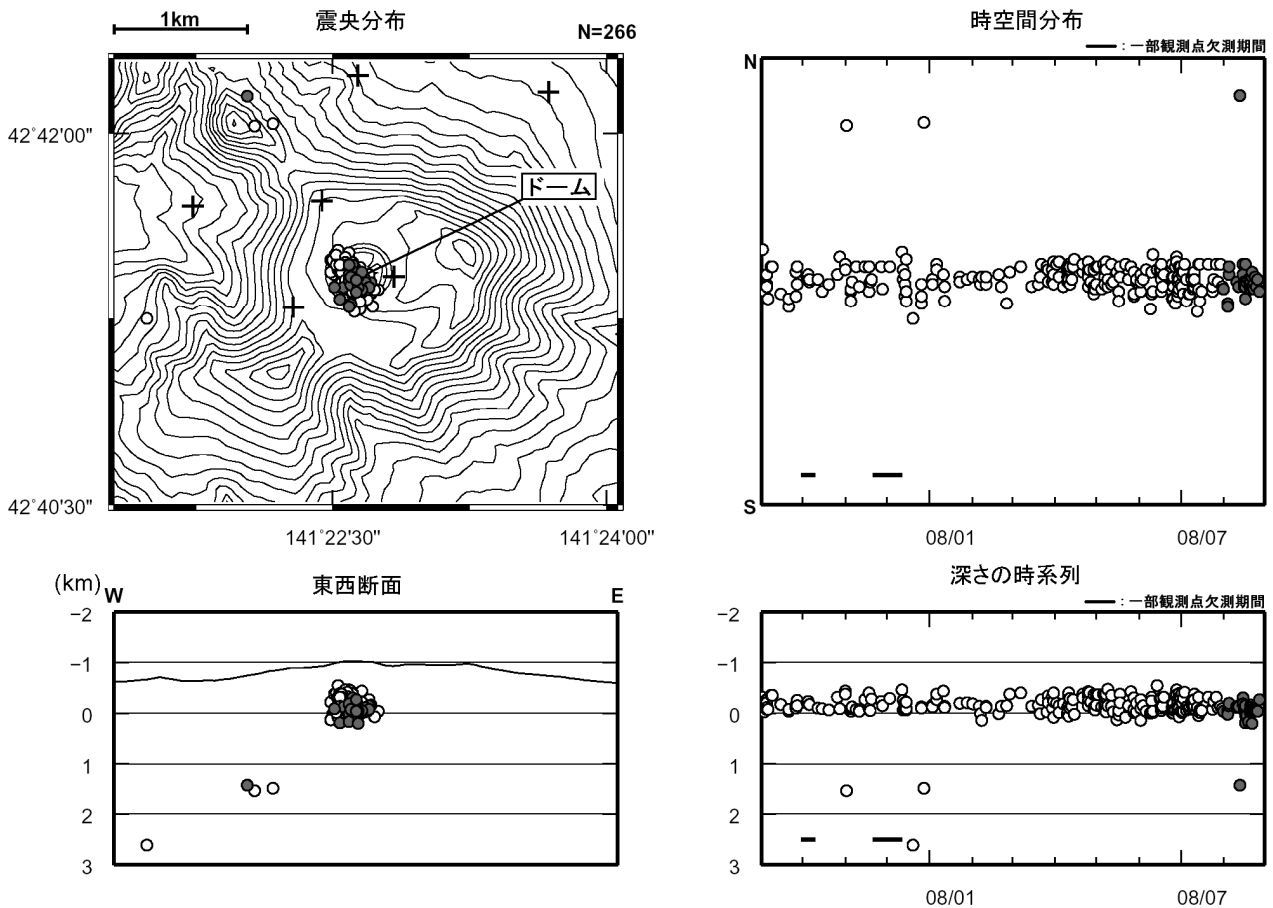 震央分布
1km
N=266
ドーム
42°42'00"
42°40'30"
141°22'30"
141°24'00"
時空間分布
：一部観測点欠測期間
N
S
08/01
08/07
東西断面
(km)
W
E
−2
−1
0
1
2
3
深さの時系列
：一部観測点欠測期間
−2
−1
0
1
2
3
08/01
08/07